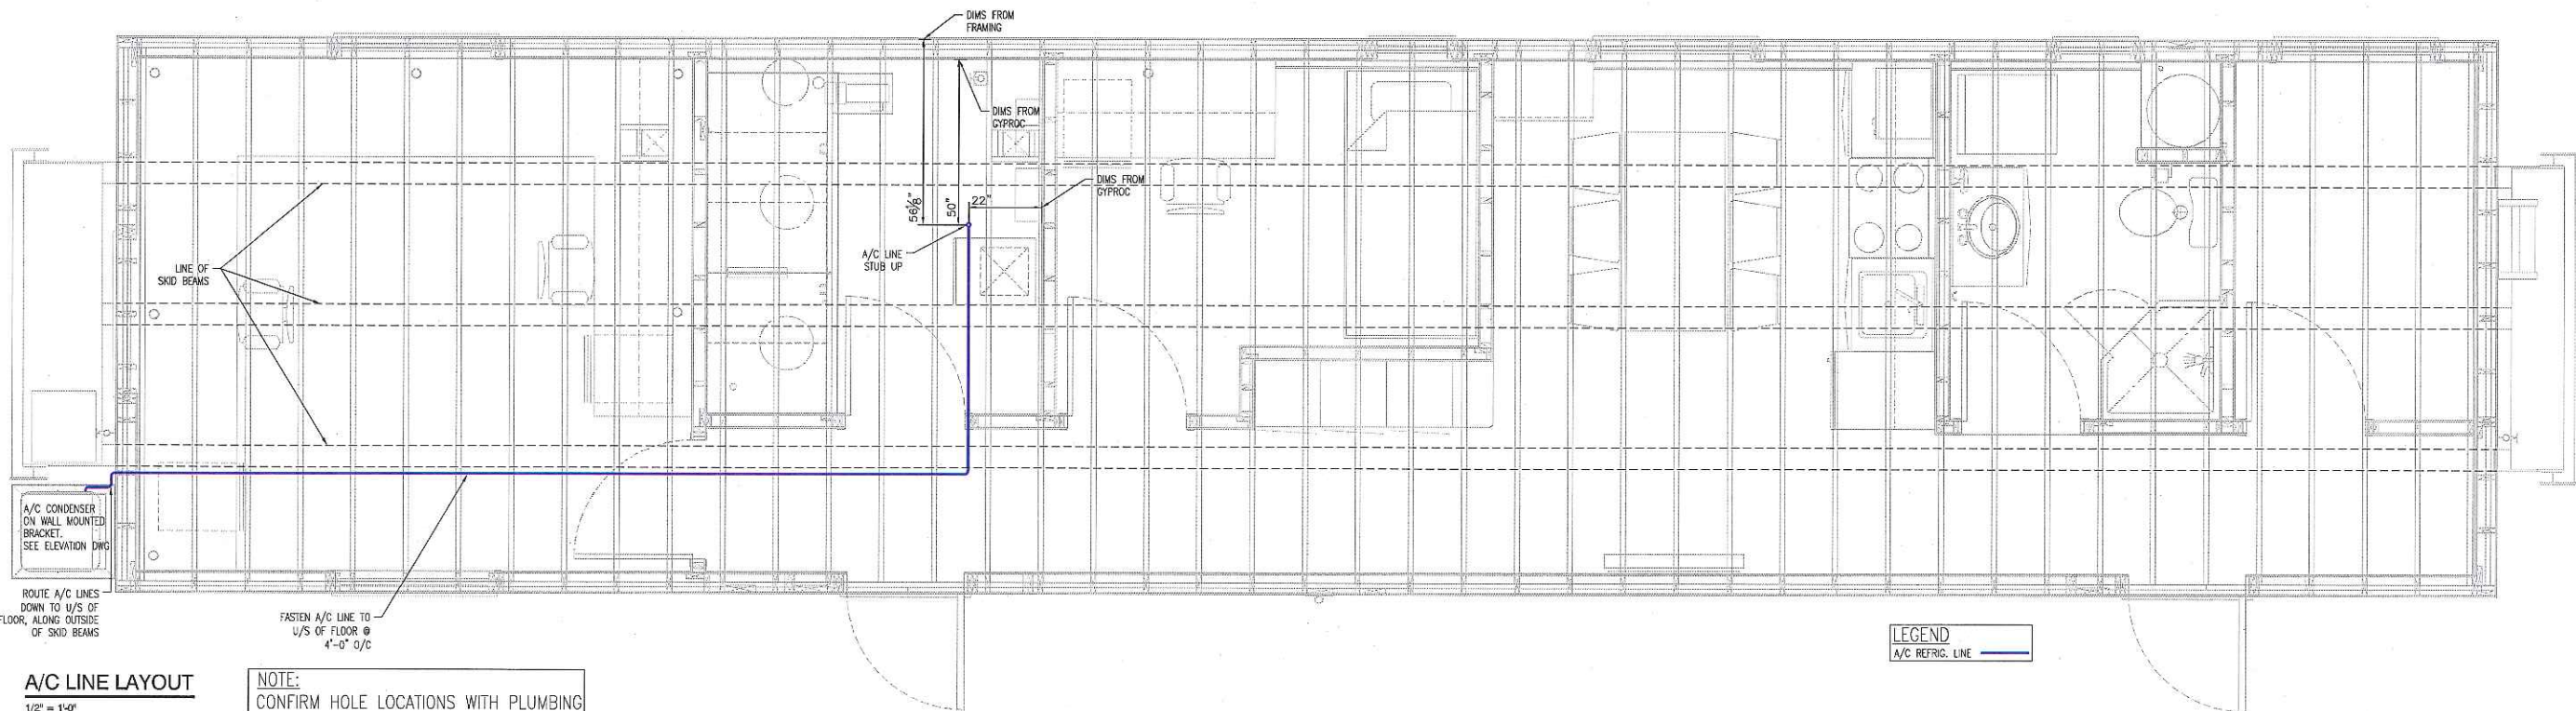 DIMS FROM
FRAMING
DIMS FROM
GYPROC
DIMS FROM
GYPROC
56⅛"
50"
22"
A/C LINE
STUB UP
LINE OF
SKID BEAMS
A/C CONDENSER
ON WALL MOUNTED
BRACKET.
SEE ELEVATION DWG
ROUTE A/C LINES
DOWN TO U/S OF
FLOOR, ALONG OUTSIDE
OF SKID BEAMS
FASTEN A/C LINE TO
U/S OF FLOOR @
4'-0" O/C
LEGEND
A/C REFRIG. LINE
A/C LINE LAYOUT
1/2" = 1'-0"
NOTE:
CONFIRM HOLE LOCATIONS WITH PLUMBING